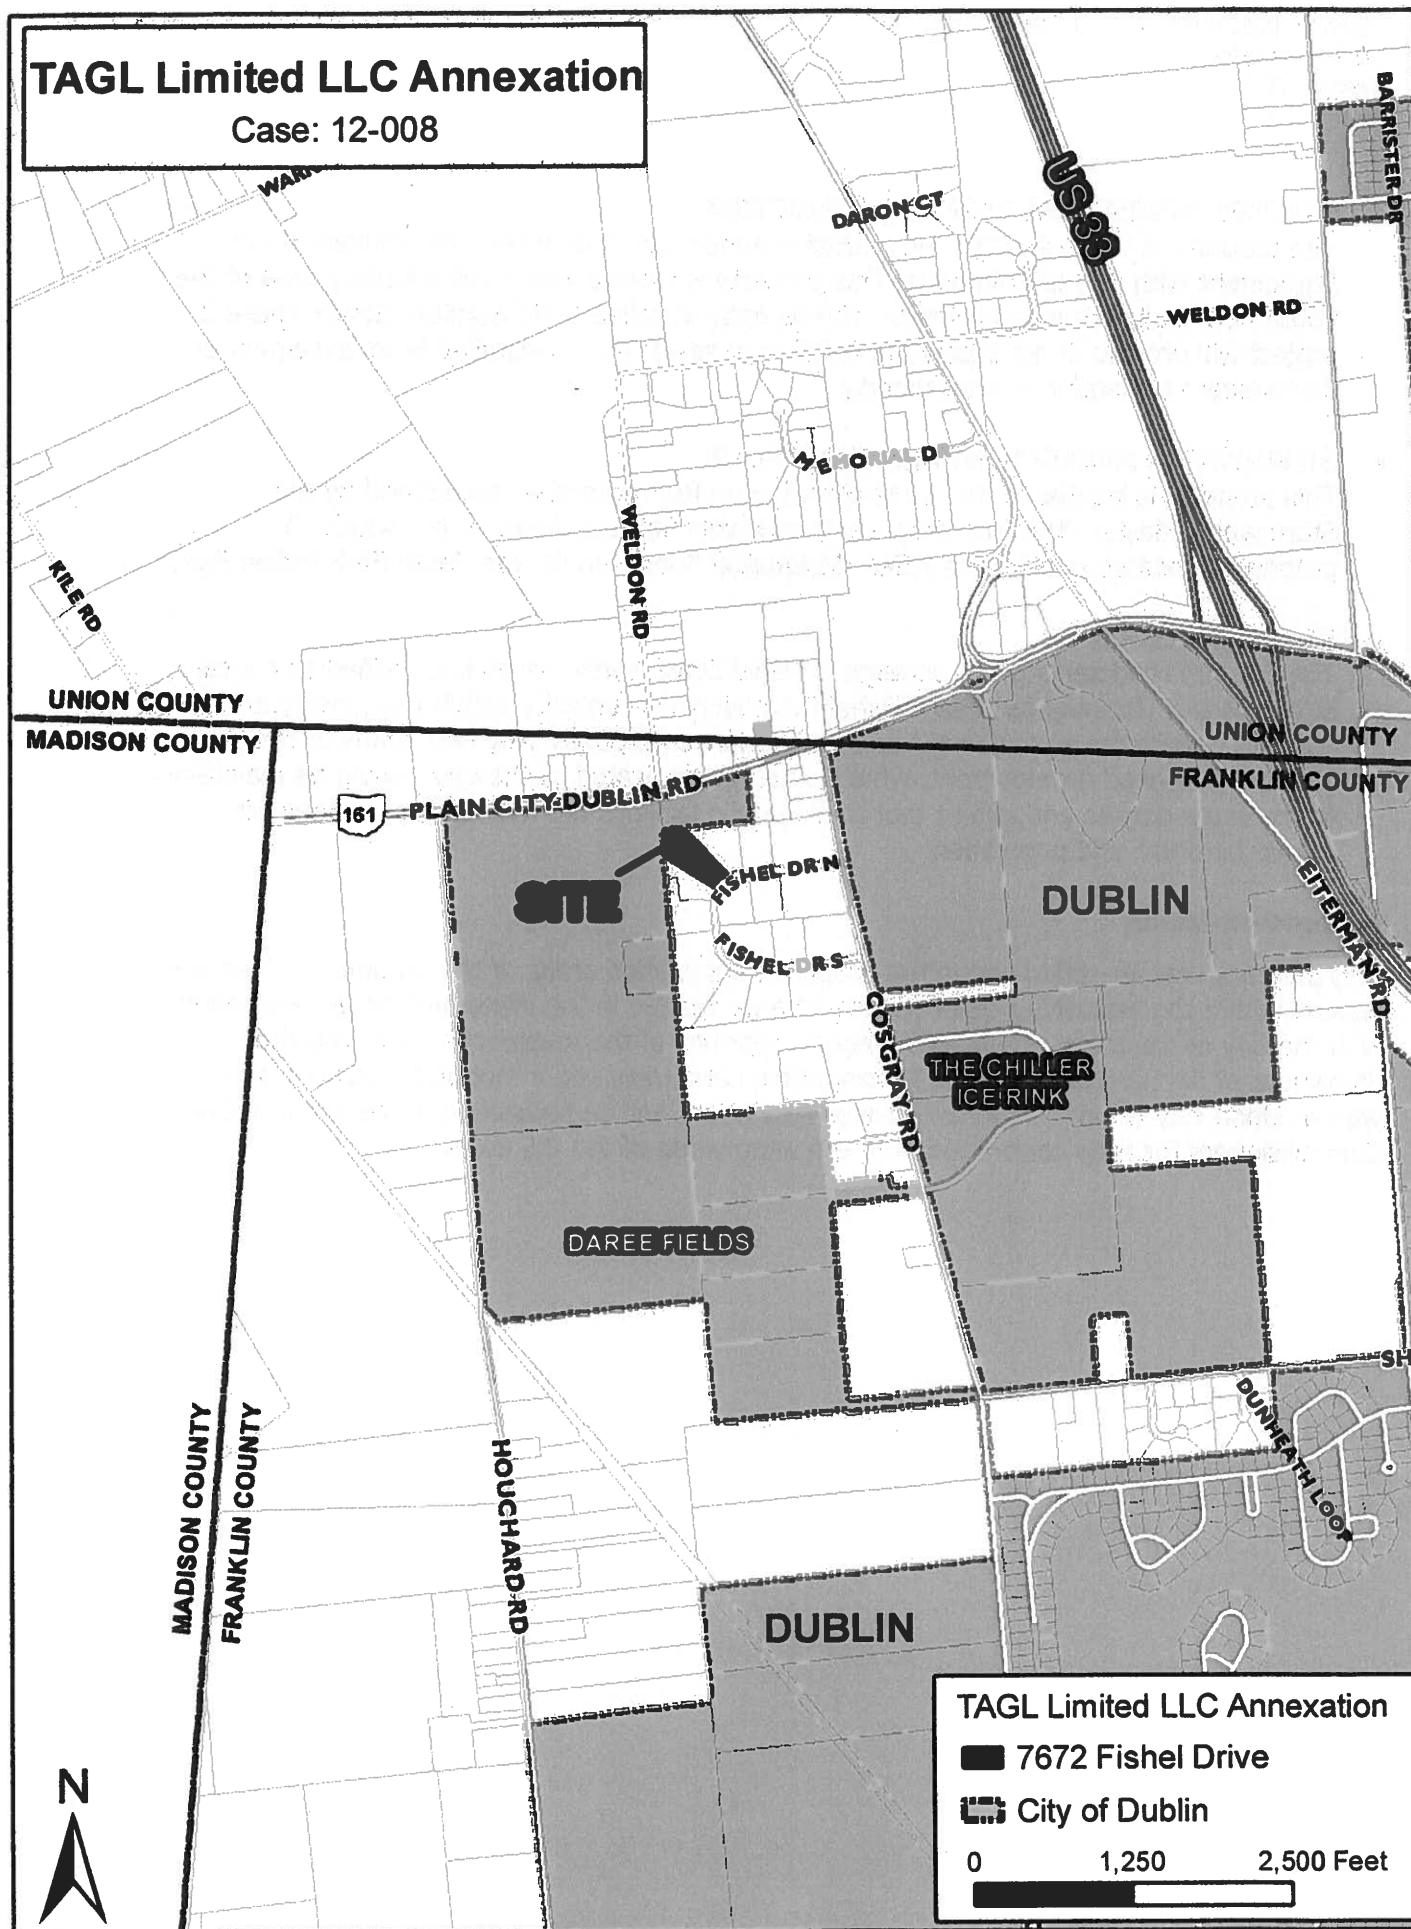 TAGL Limited LLC Annexation
Case: 12-008
BARRISTER DR
US-33
DARON CT
WELDON RD
MEMORIAL DR
WELDON RD
KILE RD
UNION COUNTY
MADISON COUNTY
UNION COUNTY
FRANKLIN COUNTY
161
PLAIN CITY-DUBLIN RD
SITE
FISHEL DR N
FISHEL DR S
DUBLIN
EITERMAN RD
COSGRAY RD
THE CHILLER
ICE RINK
DAREE FIELDS
SH
DUNHEATH LOOP
HOUCHARD RD
MADISON COUNTY
FRANKLIN COUNTY
DUBLIN
N
TAGL Limited LLC Annexation
7672 Fishel Drive
City of Dublin
0 1,250 2,500 Feet